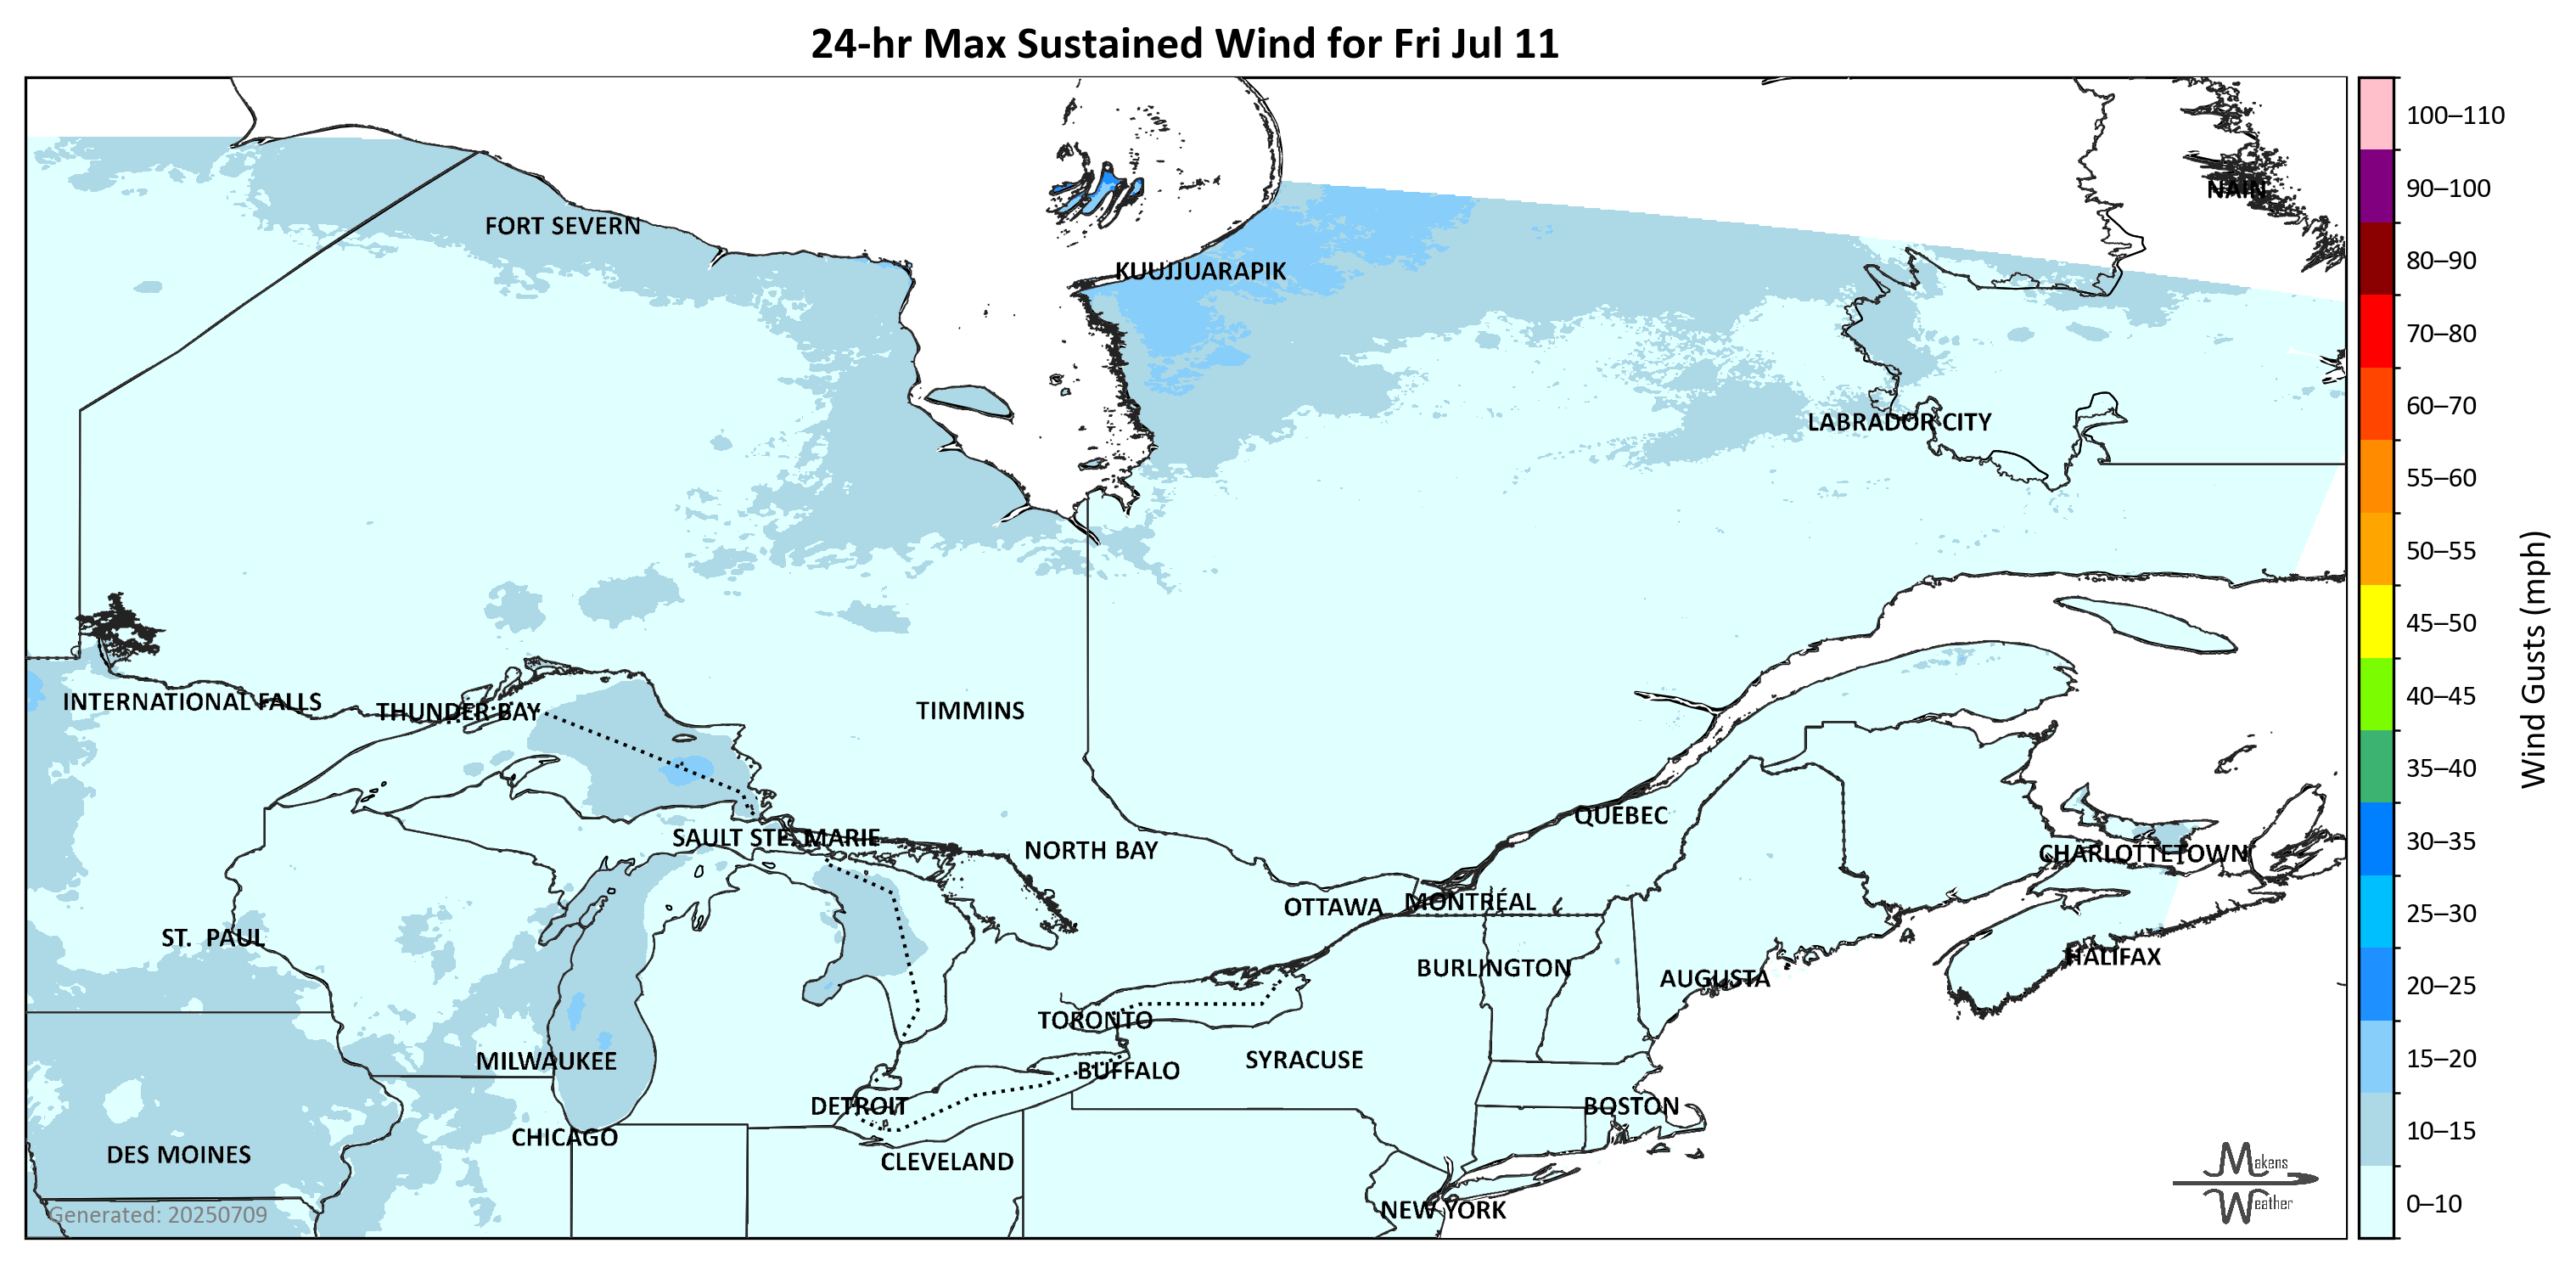 24-hr Max Sustained Wind for Fri Jul 11
100–110
90–100
NAIN
FORT SEVERN
80–90
KUUJJUARAPIK
70–80
60–70
LABRADOR CITY
55–60
50–55
45–50
Wind Gusts (mph)
40–45
INTERNATIONAL FALLS
THUNDER BAY
TIMMINS
35–40
QUÉBEC
30–35
SAULT STE. MARIE
NORTH BAY
CHARLOTTETOWN
MONTRÉAL
OTTAWA
25–30
ST. PAUL
HALIFAX
BURLINGTON
AUGUSTA
20–25
TORONTO
SYRACUSE
MILWAUKEE
15–20
BUFFALO
DETROIT
BOSTON
10–15
CHICAGO
DES MOINES
CLEVELAND
Makens
Weather
0–10
NEW YORK
Generated: 20250709